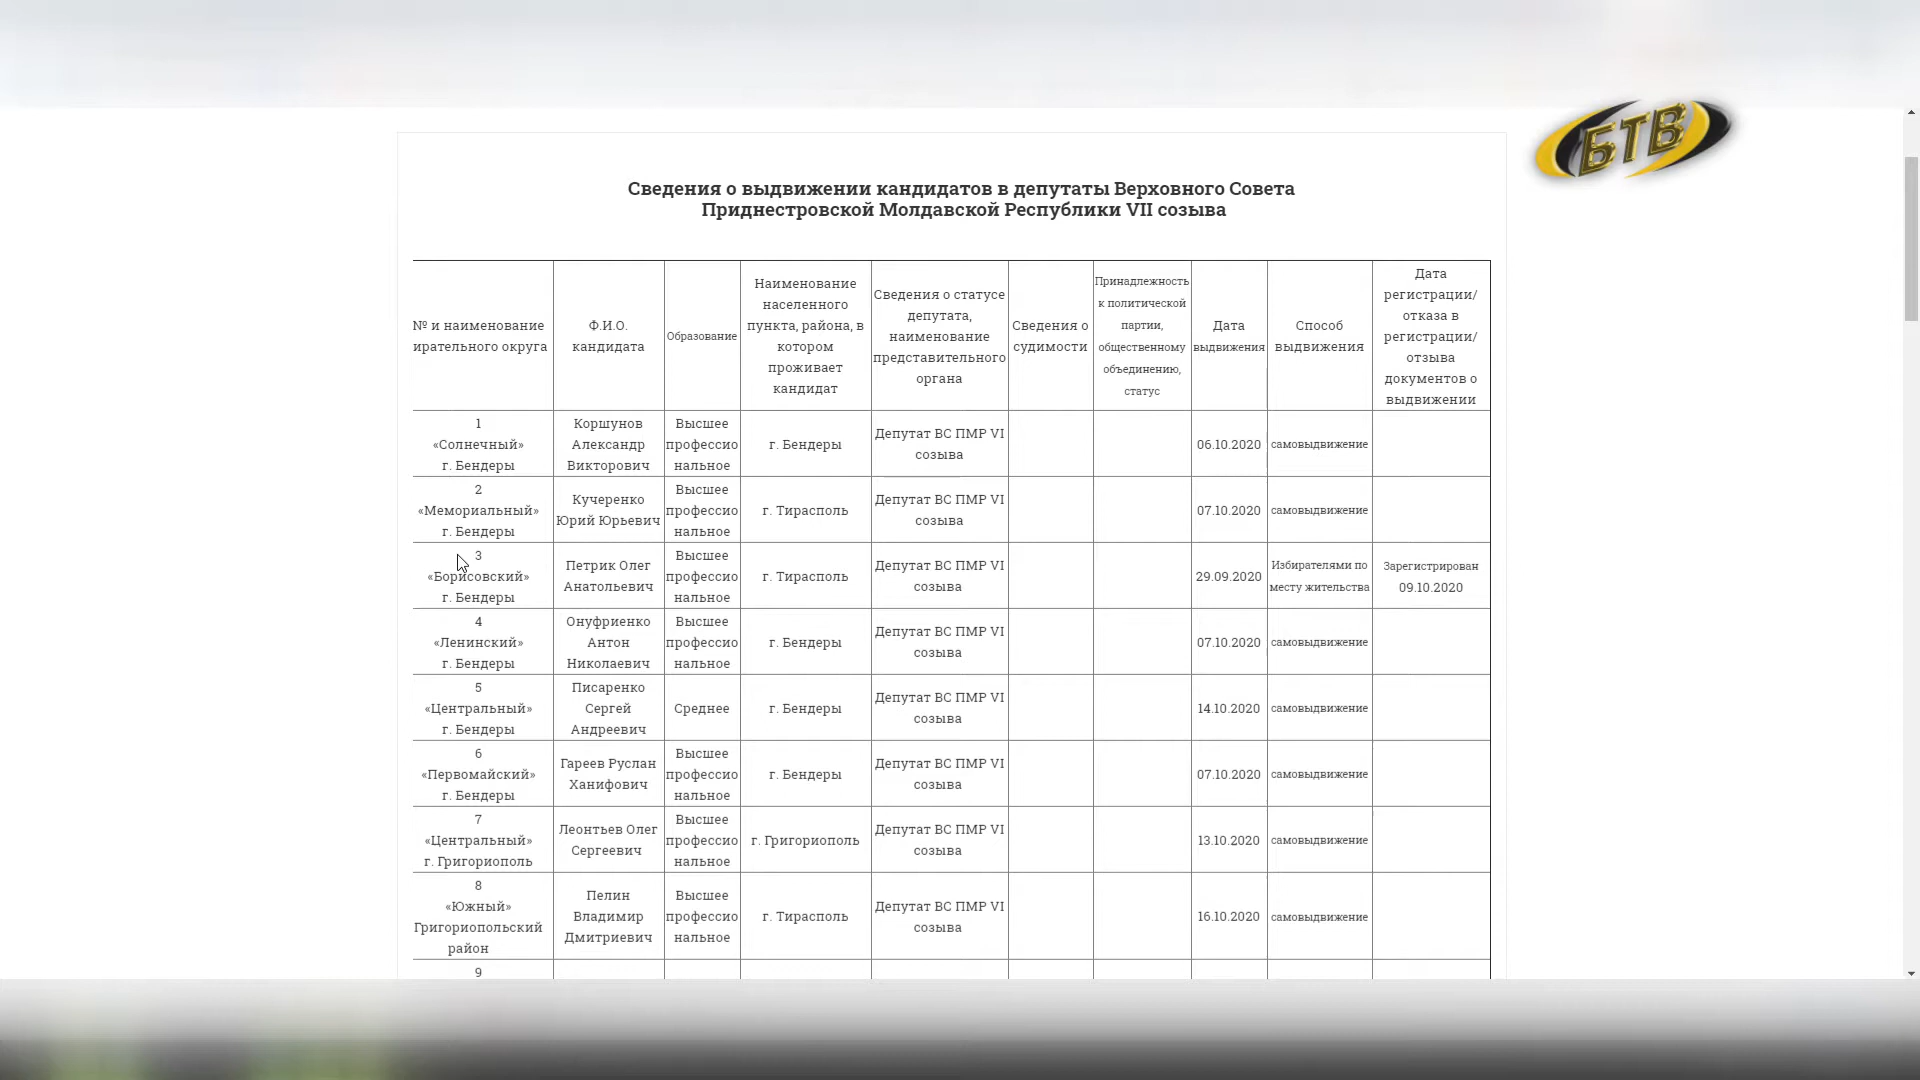 БТВ
Сведения о выдвижении кандидатов в депутаты Верховного Совета
Приднестровской Молдавской Республики VII созыва
№ и наименование
ирательного округа
Ф.И.О.
кандидата
Образование
Наименование
населенного
пункта, района, в
котором
проживает
кандидат
Сведения о статусе
депутата,
наименование
представительного
органа
Сведения о
судимости
Принадлежность
к политической
партии,
общественному
объединению,
статус
Дата
выдвижения
Способ
выдвижения
Дата
регистрации/
отказа в
регистрации/
отзыва
документов о
выдвижении
1
«Солнечный»
г. Бендеры
Коршунов
Александр
Викторович
Высшее
профессио
нальное
г. Бендеры
Депутат ВС ПМР VI
созыва
06.10.2020
самовыдвижение
2
«Мемориальный»
г. Бендеры
Кучеренко
Юрий Юрьевич
Высшее
профессио
нальное
г. Тирасполь
Депутат ВС ПМР VI
созыва
07.10.2020
самовыдвижение
3
«Борисовский»
г. Бендеры
Петрик Олег
Анатольевич
Высшее
профессио
нальное
г. Тирасполь
Депутат ВС ПМР VI
созыва
29.09.2020
Избирателями по
месту жительства
Зарегистрирован
09.10.2020
4
«Ленинский»
г. Бендеры
Онуфриенко
Антон
Николаевич
Высшее
профессио
нальное
г. Бендеры
Депутат ВС ПМР VI
созыва
07.10.2020
самовыдвижение
5
«Центральный»
г. Бендеры
Писаренко
Сергей
Андреевич
Среднее
г. Бендеры
Депутат ВС ПМР VI
созыва
14.10.2020
самовыдвижение
6
«Первомайский»
г. Бендеры
Гареев Руслан
Ханифович
Высшее
профессио
нальное
г. Бендеры
Депутат ВС ПМР VI
созыва
07.10.2020
самовыдвижение
7
«Центральный»
г. Григориополь
Леонтьев Олег
Сергеевич
Высшее
профессио
нальное
г. Григориополь
Депутат ВС ПМР VI
созыва
13.10.2020
самовыдвижение
8
«Южный»
Григориопольский
район
Пелин
Владимир
Дмитриевич
Высшее
профессио
нальное
г. Тирасполь
Депутат ВС ПМР VI
созыва
16.10.2020
самовыдвижение
9